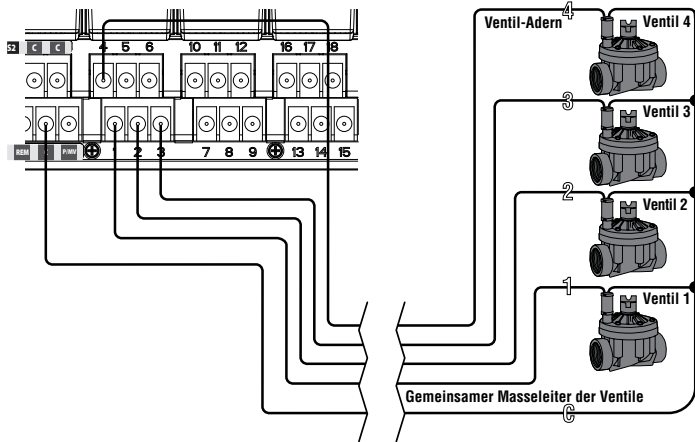 4
Ventil-Adern
Ventil 4
S2 C C 4 5 6 10 11 12 16 17 18
3
Ventil 3
REM C P/MV 1 2 3 7 8 9 13 14 15
2
Ventil 2
1
Ventil 1
Gemeinsamer Masseleiter der Ventile
C